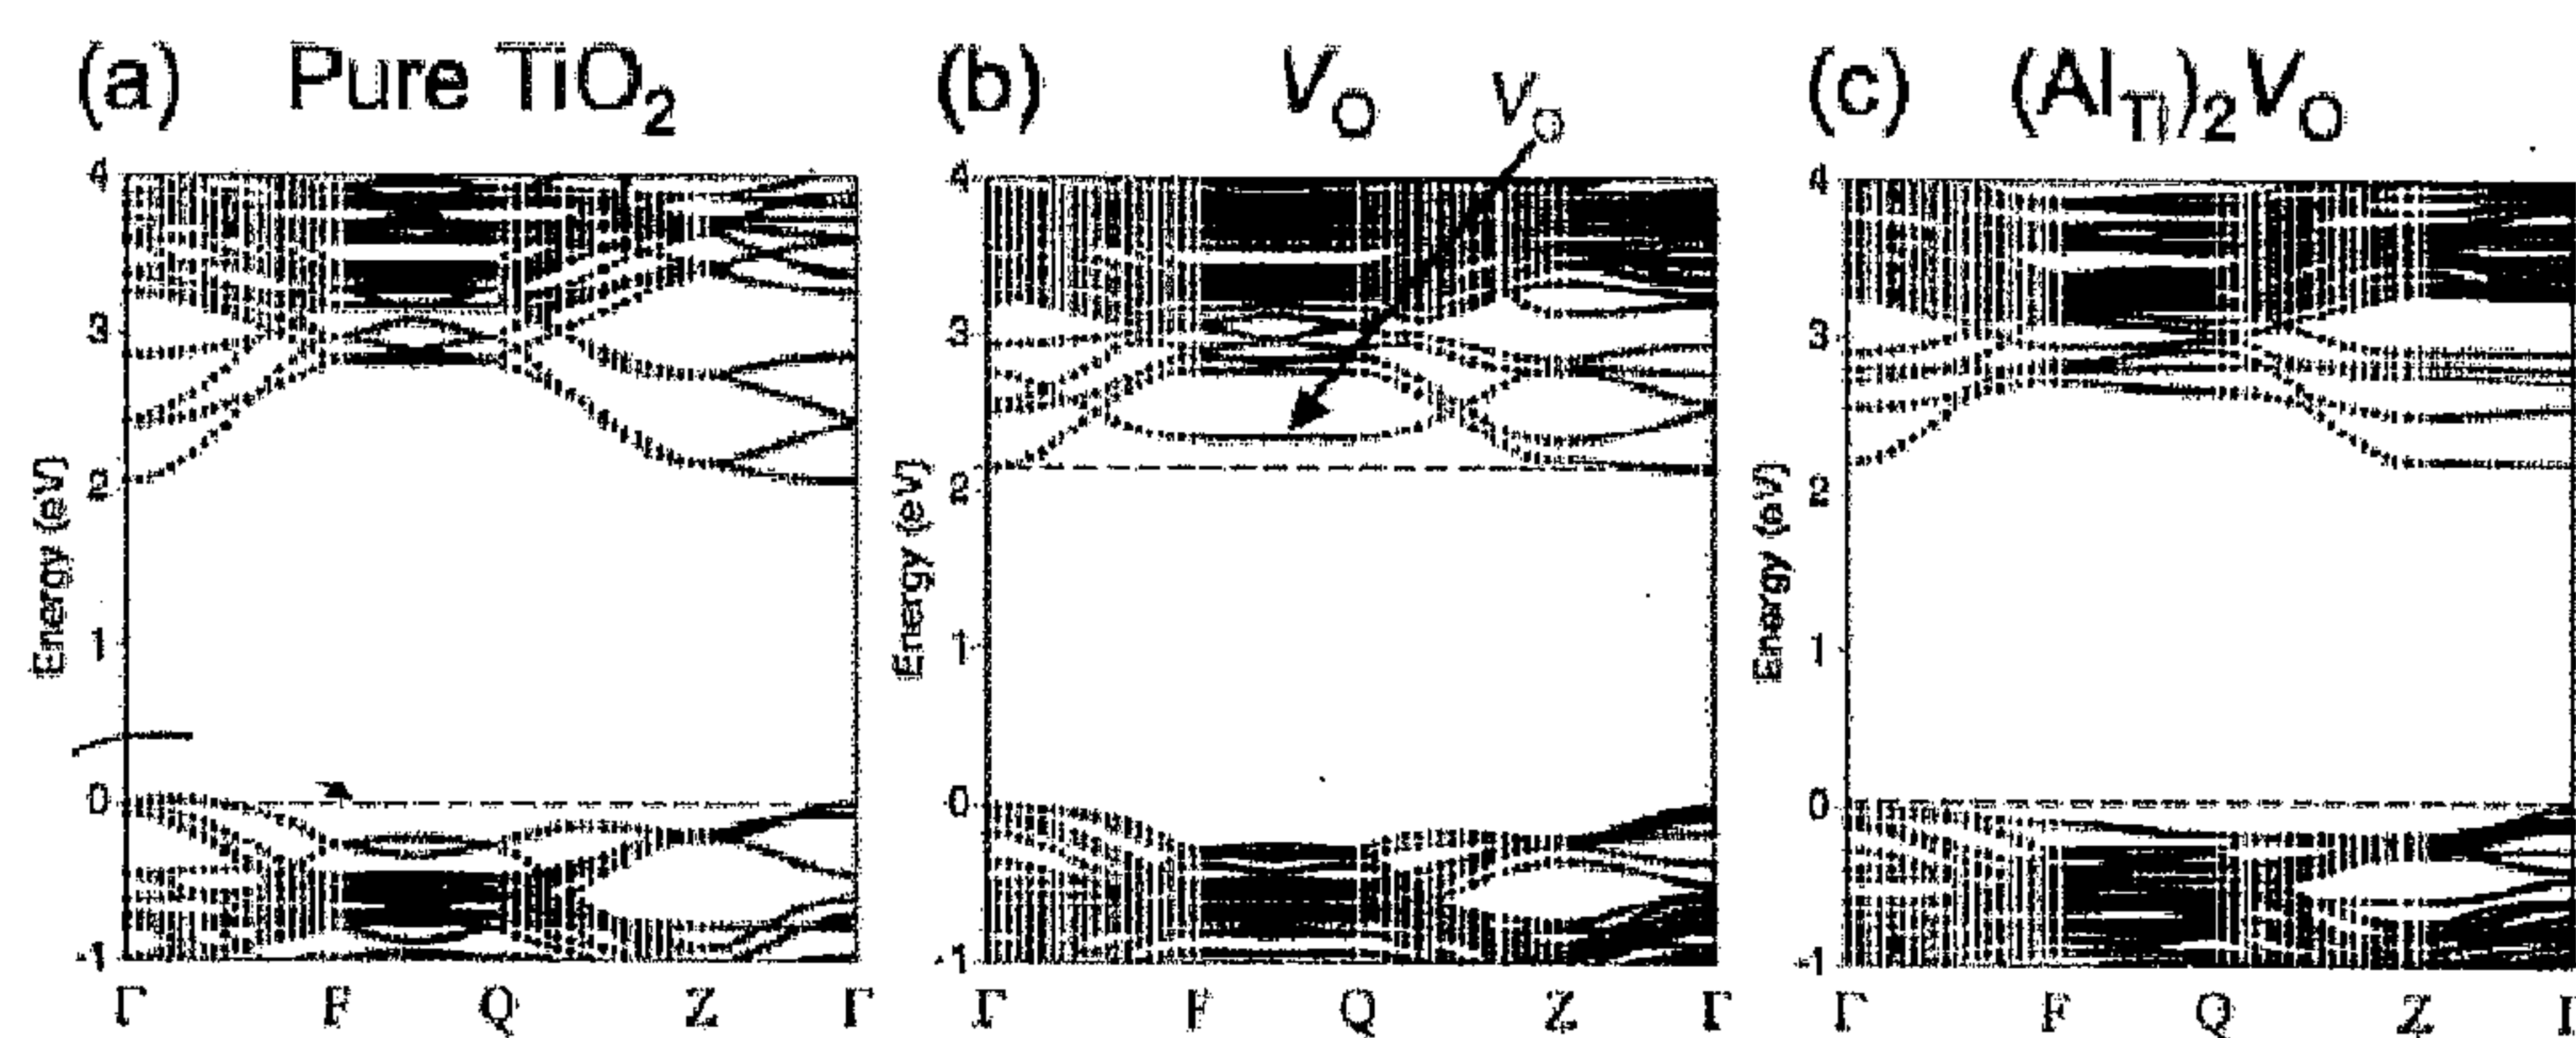 (a) Pure TiO2
4
3
2
1
0
-1
Energy (eV)
Γ F Q Z Γ
(b) VO
VO
4
3
2
1
0
-1
Energy (eV)
Γ F Q Z Γ
(c) (AlTi)2VO
4
3
2
1
0
-1
Energy (eV)
Γ F Q Z Γ